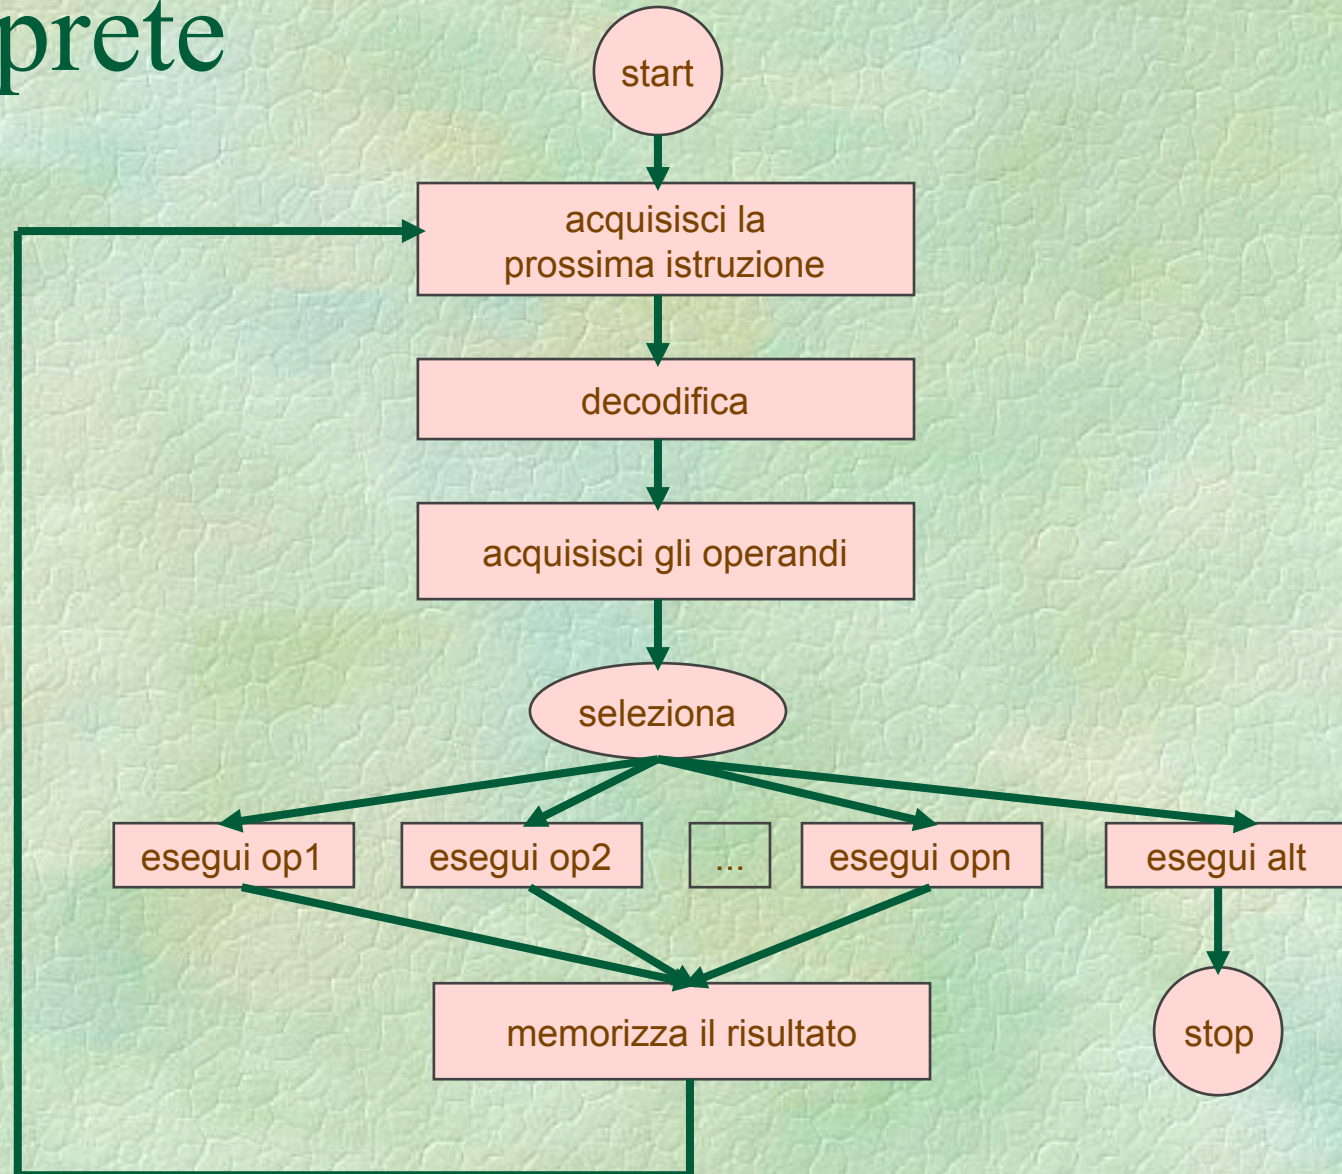 prete
start
acquisisci la
prossima istruzione
decodifica
acquisisci gli operandi
seleziona
esegui op1
esegui op2
...
esegui opn
esegui alt
memorizza il risultato
stop